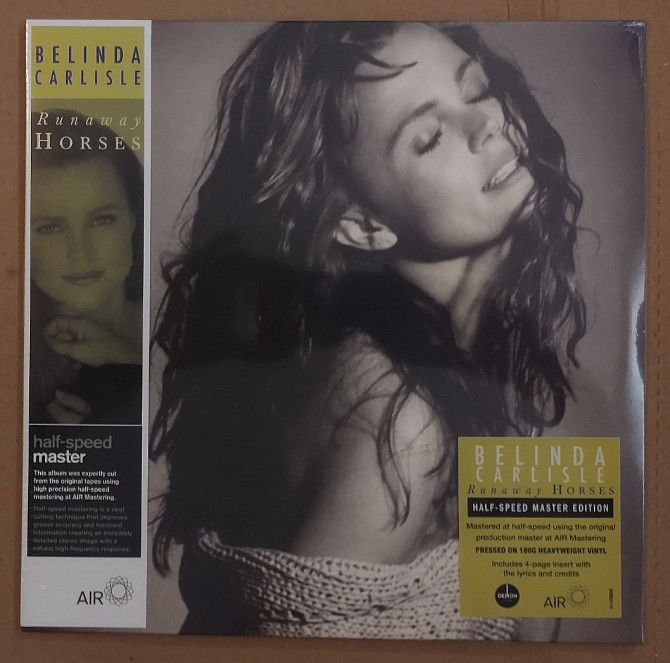 BELINDA
CARLISLE
Runaway
HORSES
half-speed
master
This album was expertly cut
from the original tapes using
high precision half-speed
mastering at AIR Mastering.
Half-speed mastering is a vinyl
cutting technique that improves
groove accuracy and transient
information creating an incredibly
detailed stereo image with a
natural high frequency response.
AIR
BELINDA
CARLISLE
Runaway HORSES
HALF-SPEED MASTER EDITION
Mastered at half-speed using the original
production master at AIR Mastering
PRESSED ON 180G HEAVYWEIGHT VINYL
Includes 4-page insert with
the lyrics and credits
DEMON
AIR